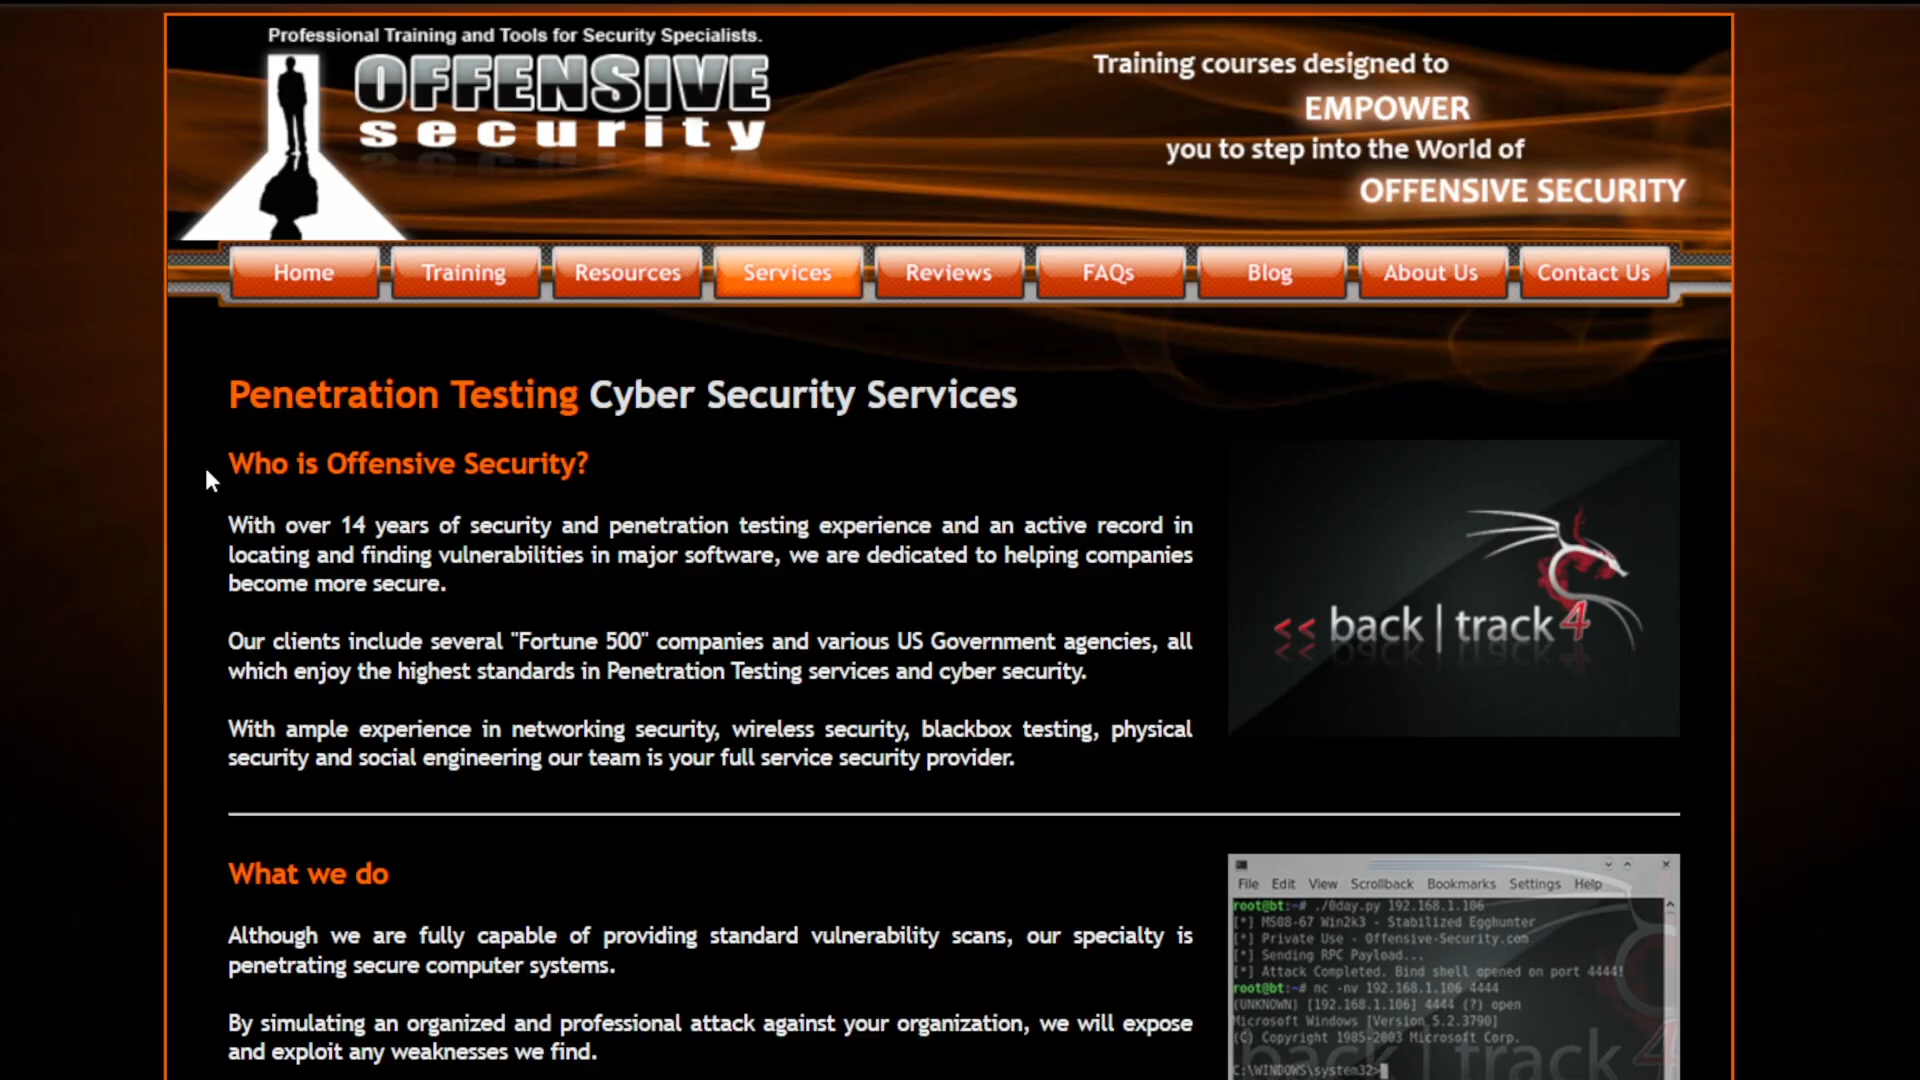 Professional Training and Tools for Security Specialists.
OFFENSIVE
security
Training courses designed to
EMPOWER
you to step into the World of
OFFENSIVE SECURITY
Home
Training
Resources
Services
Reviews
FAQs
Blog
About Us
Contact Us
Penetration Testing Cyber Security Services
Who is Offensive Security?
With over 14 years of security and penetration testing experience and an active record in
locating and finding vulnerabilities in major software, we are dedicated to helping companies
become more secure.
Our clients include several "Fortune 500" companies and various US Government agencies, all
which enjoy the highest standards in Penetration Testing services and cyber security.
With ample experience in networking security, wireless security, blackbox testing, physical
security and social engineering our team is your full service security provider.
<< back | track 4
What we do
Although we are fully capable of providing standard vulnerability scans, our specialty is
penetrating secure computer systems.
By simulating an organized and professional attack against your organization, we will expose
and exploit any weaknesses we find.
File Edit View Scrollback Bookmarks Settings Help
root@bt:~# ./0day.py 192.168.1.106
[*] MS08-67 Win2k3 - Stabilized Egghunter
[*] Private Use - Offensive-Security.com
[*] Sending RPC Payload...
[*] Attack Completed. Bind shell opened on port 4444!
root@bt:~# nc -nv 192.168.1.106 4444
(UNKNOWN) [192.168.1.106] 4444 (?) open
Microsoft Windows [Version 5.2.3790]
(C) Copyright 1985-2003 Microsoft Corp.
C:\WINDOWS\system32>
back | track 4